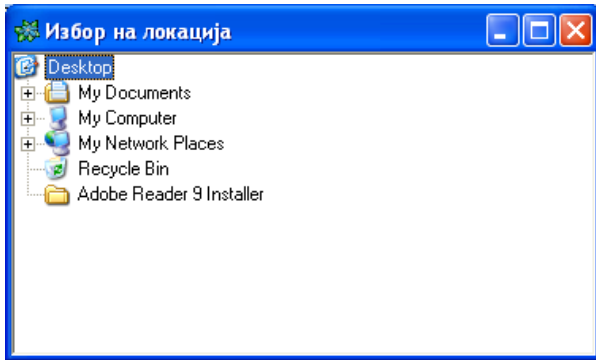 Избор на локација
Desktop
My Documents
My Computer
My Network Places
Recycle Bin
Adobe Reader 9 Installer